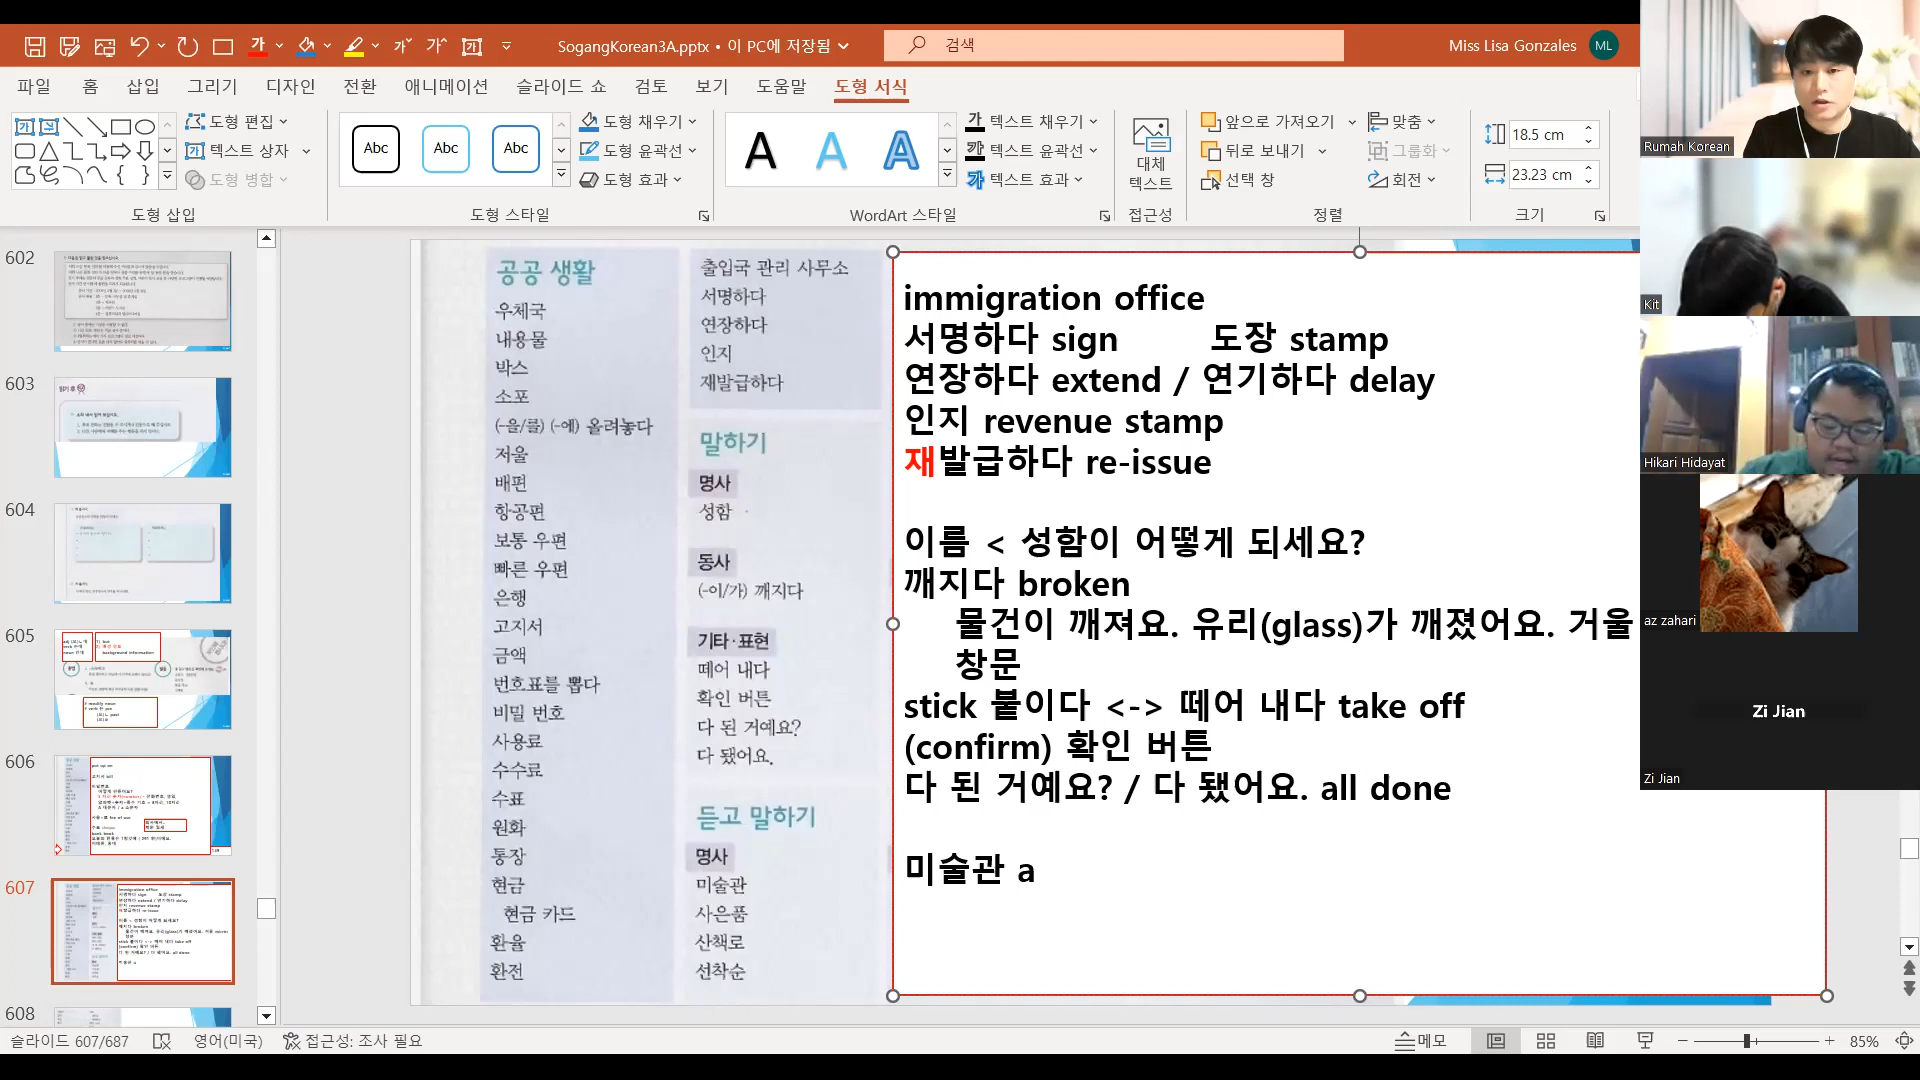 SogangKorean3A.pptx • 이 PC에 저장됨
검색
Miss Lisa Gonzales
ML
파일 홈 삽입 그리기 디자인 전환 애니메이션 슬라이드 쇼 검토 보기 도움말 도형 서식
도형 편집
텍스트 상자
도형 병합
도형 삽입
Abc Abc Abc
도형 채우기
도형 윤곽선
도형 효과
도형 스타일
A A A
텍스트 채우기
텍스트 윤곽선
텍스트 효과
WordArt 스타일
대체 텍스트
접근성
앞으로 가져오기
뒤로 보내기
선택 창
맞춤
그룹화
회전
정렬
18.5 cm
23.23 cm
크기
602
603
604
605
606
607
608
공공 생활
우체국
내용물
박스
소포
(-을/를) (-에) 올려놓다
저울
배편
항공편
보통 우편
빠른 우편
은행
고지서
금액
번호표를 뽑다
비밀 번호
사용료
수수료
수표
원화
통장
현금
현금 카드
환율
환전
출입국 관리 사무소
서명하다
연장하다
인지
재발급하다
말하기
명사
성함
동사
(-이/가) 깨지다
기타·표현
떼어 내다
확인 버튼
다 된 거예요?
다 됐어요.
듣고 말하기
명사
미술관
사은품
산책로
선착순
immigration office
서명하다 sign 도장 stamp
연장하다 extend / 연기하다 delay
인지 revenue stamp
재발급하다 re-issue
이름 < 성함이 어떻게 되세요?
깨지다 broken
물건이 깨져요. 유리(glass)가 깨졌어요. 거울
창문
stick 붙이다 <-> 떼어 내다 take off
(confirm) 확인 버튼
다 된 거예요? / 다 됐어요. all done
미술관 a
Rumah Korean
Kit
Hikari Hidayat
az zahari
Zi Jian
Zi Jian
슬라이드 607/687
영어(미국)
접근성: 조사 필요
메모
85%